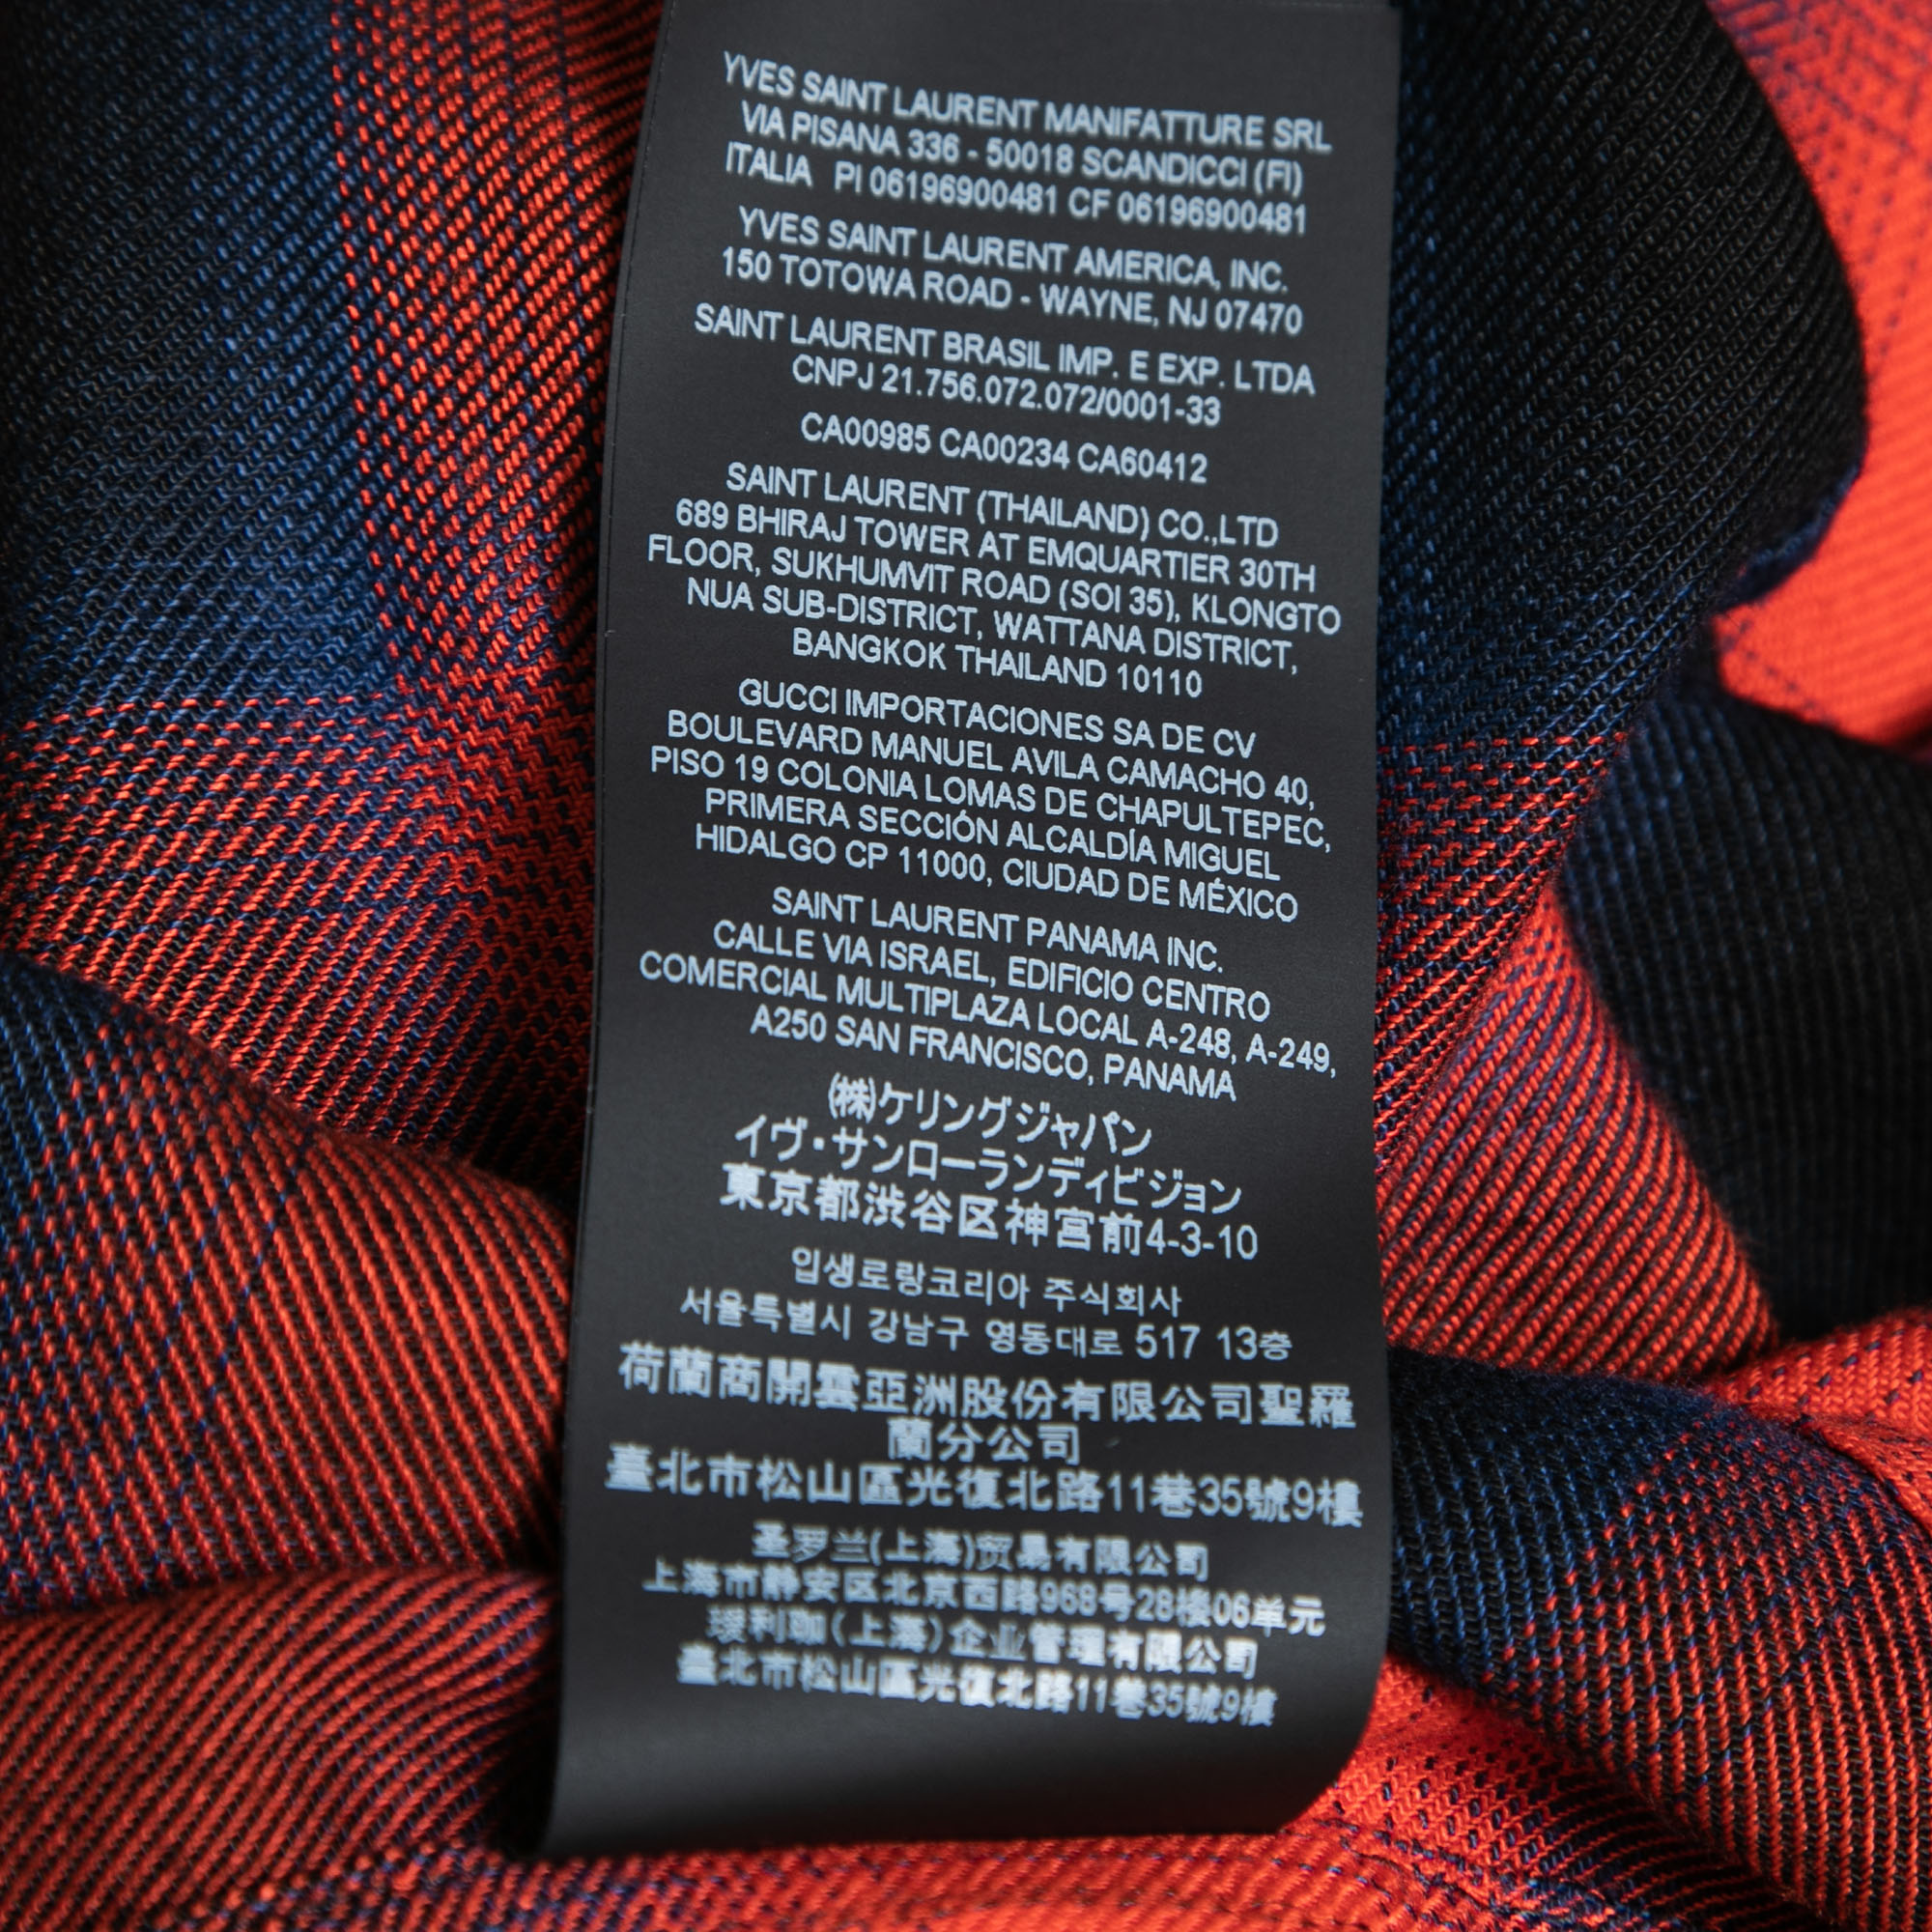 YVES SAINT LAURENT MANIFATTURE SRL
VIA PISANA 336 - 50018 SCANDICCI (FI)
ITALIA PI 06196900481 CF 06196900481
YVES SAINT LAURENT AMERICA, INC.
150 TOTOWA ROAD - WAYNE, NJ 07470
SAINT LAURENT BRASIL IMP. E EXP. LTDA
CNPJ 21.756.072.072/0001-33
CA00985 CA00234 CA60412
SAINT LAURENT (THAILAND) CO.,LTD
689 BHIRAJ TOWER AT EMQUARTIER 30TH
FLOOR, SUKHUMVIT ROAD (SOI 35), KLONGTO
NUA SUB-DISTRICT, WATTANA DISTRICT,
BANGKOK THAILAND 10110
GUCCI IMPORTACIONES SA DE CV
BOULEVARD MANUEL AVILA CAMACHO 40,
PISO 19 COLONIA LOMAS DE CHAPULTEPEC,
PRIMERA SECCIÓN ALCALDÍA MIGUEL
HIDALGO CP 11000, CIUDAD DE MÉXICO
SAINT LAURENT PANAMA INC.
CALLE VIA ISRAEL, EDIFICIO CENTRO
COMERCIAL MULTIPLAZA LOCAL A-248, A-249,
A250 SAN FRANCISCO, PANAMA
(株)ケリングジャパン
イヴ・サンローランディビジョン
東京都渋谷区神宮前4-3-10
입생로랑코리아 주식회사
서울특별시 강남구 영동대로 517 13층
荷蘭商開雲亞洲股份有限公司聖羅
蘭分公司
臺北市松山區光復北路11巷35號9樓
圣罗兰(上海)贸易有限公司
上海市静安区北京西路968号28楼06单元
(上海)企业管理有限公司
臺北市松山區光復北路11巷35號9樓